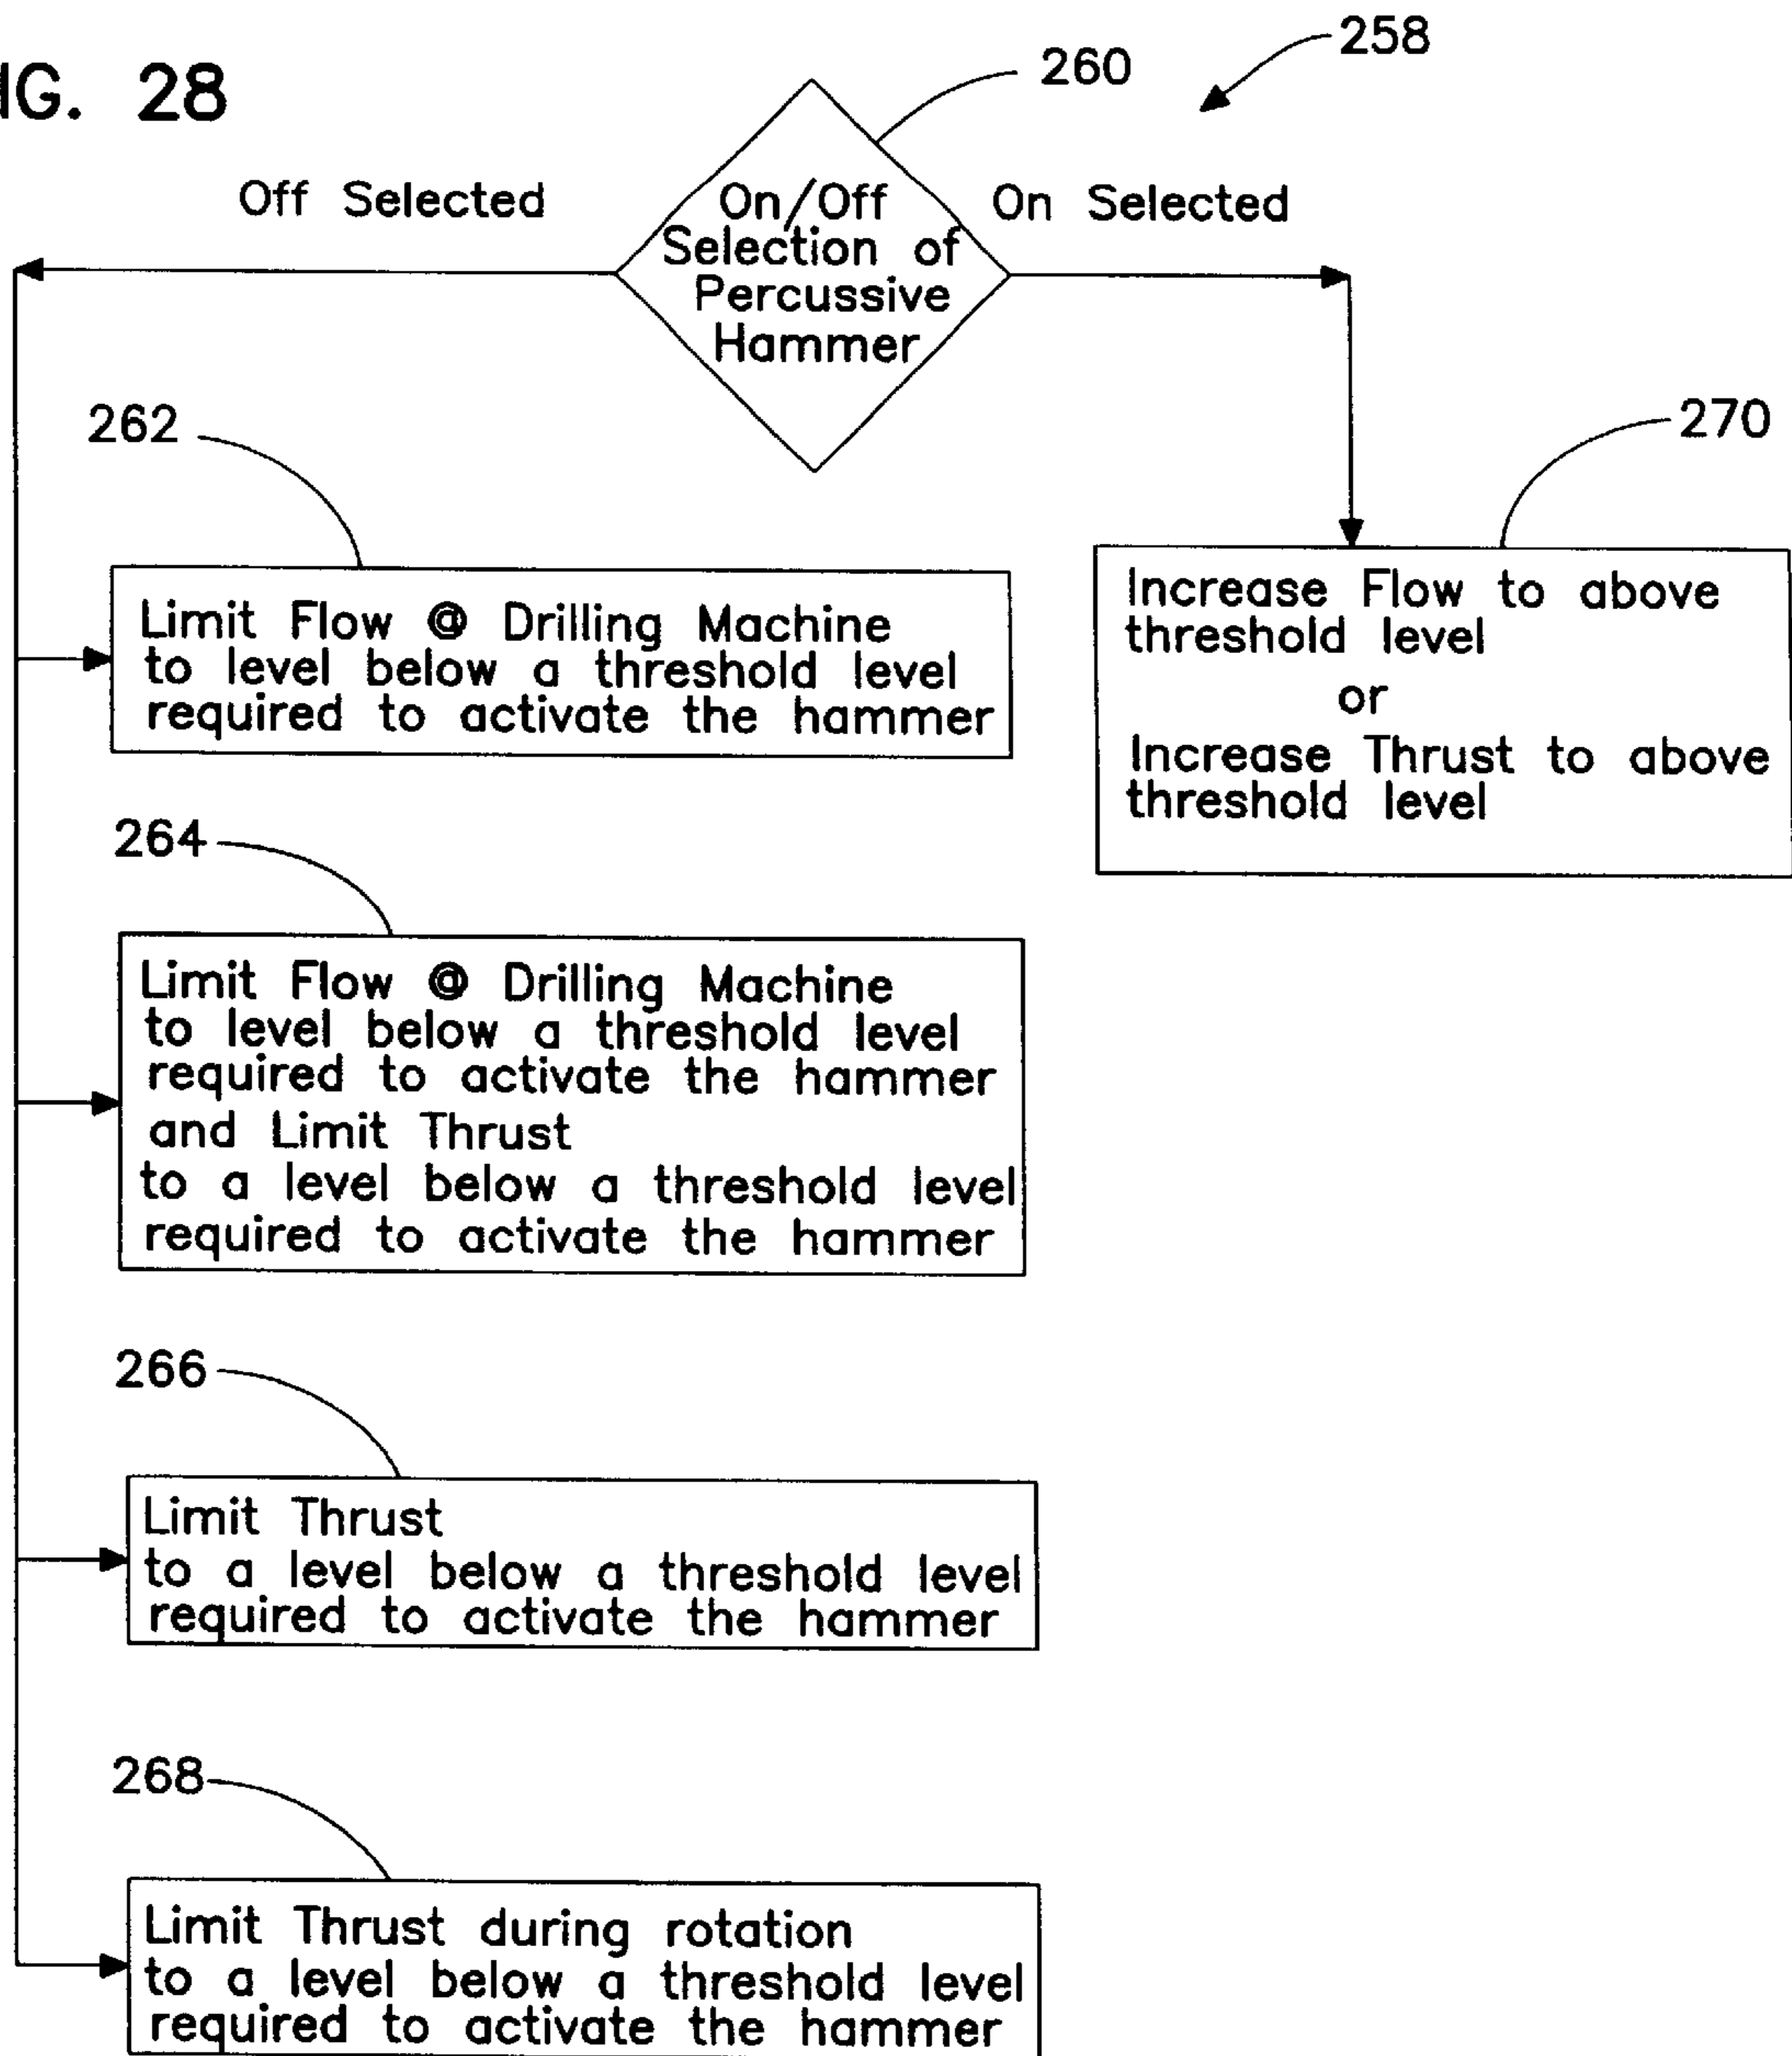 IG. 28
258
260
Off Selected
On/Off
Selection of
Percussive
Hammer
On Selected
262
270
Limit Flow @ Drilling Machine
to level below a threshold level
required to activate the hammer
Increase Flow to above
threshold level
or
Increase Thrust to above
threshold level
264
Limit Flow @ Drilling Machine
to level below a threshold level
required to activate the hammer
and Limit Thrust
to a level below a threshold level
required to activate the hammer
266
Limit Thrust
to a level below a threshold level
required to activate the hammer
268
Limit Thrust during rotation
to a level below a threshold level
required to activate the hammer